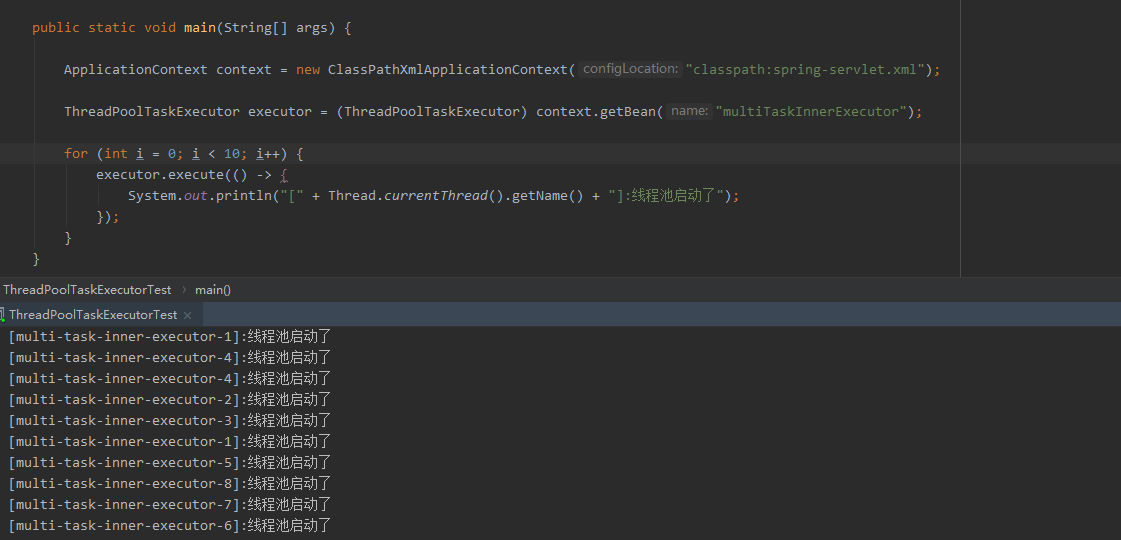 public static void main(String[] args) {
ApplicationContext context = new ClassPathXmlApplicationContext( configLocation: "classpath:spring-servlet.xml");
ThreadPoolTaskExecutor executor = (ThreadPoolTaskExecutor) context.getBean( name: "multiTaskInnerExecutor");
for (int i = 0; i < 10; i++) {
executor.execute(() -> {
System.out.println("[" + Thread.currentThread().getName() + "]:线程池启动了");
});
}
}
ThreadPoolTaskExecutorTest › main()
ThreadPoolTaskExecutorTest ×
[multi-task-inner-executor-1]:线程池启动了
[multi-task-inner-executor-4]:线程池启动了
[multi-task-inner-executor-4]:线程池启动了
[multi-task-inner-executor-2]:线程池启动了
[multi-task-inner-executor-3]:线程池启动了
[multi-task-inner-executor-1]:线程池启动了
[multi-task-inner-executor-5]:线程池启动了
[multi-task-inner-executor-8]:线程池启动了
[multi-task-inner-executor-7]:线程池启动了
[multi-task-inner-executor-6]:线程池启动了